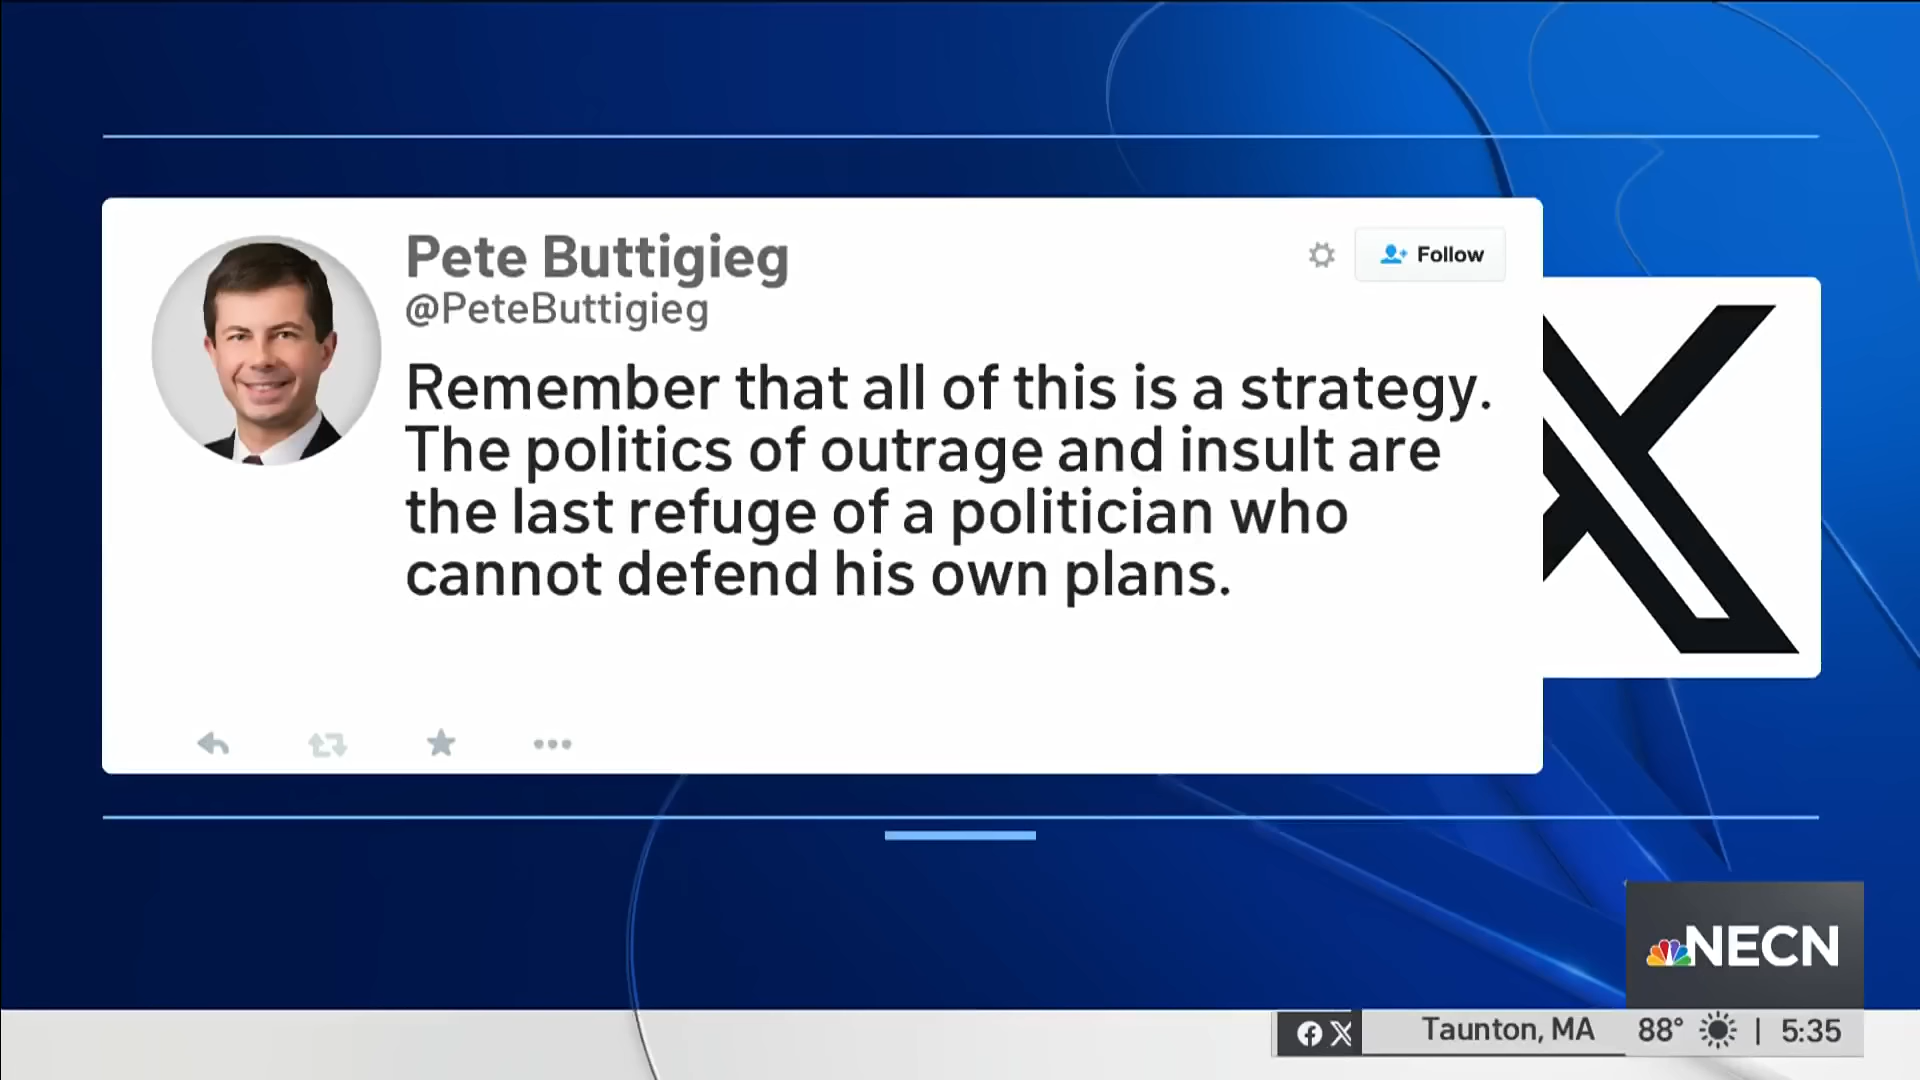 Pete Buttigieg
@PeteButtigieg
Follow
Remember that all of this is a strategy.
The politics of outrage and insult are
the last refuge of a politician who
cannot defend his own plans.
NECN
Taunton, MA 88° | 5:35